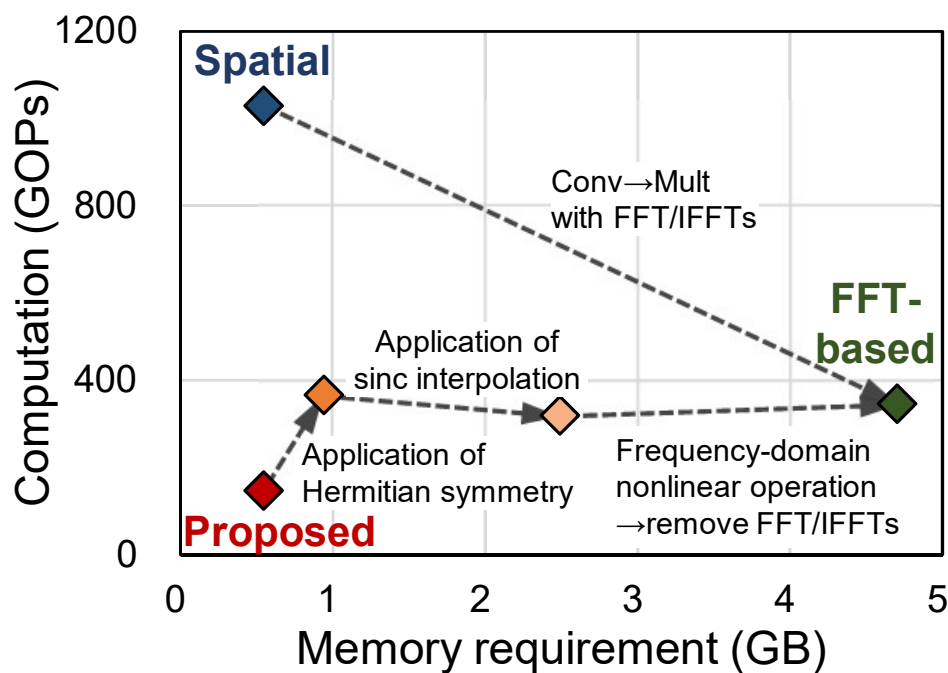 1200
Spatial
Computation (GOPs)
800
Conv→Mult
with FFT/IFFTs
FFT-
based
Application of
sinc interpolation
400
Application of
Hermitian symmetry
Frequency-domain
nonlinear operation
→remove FFT/IFFTs
Proposed
0
0 1 2 3 4 5
Memory requirement (GB)